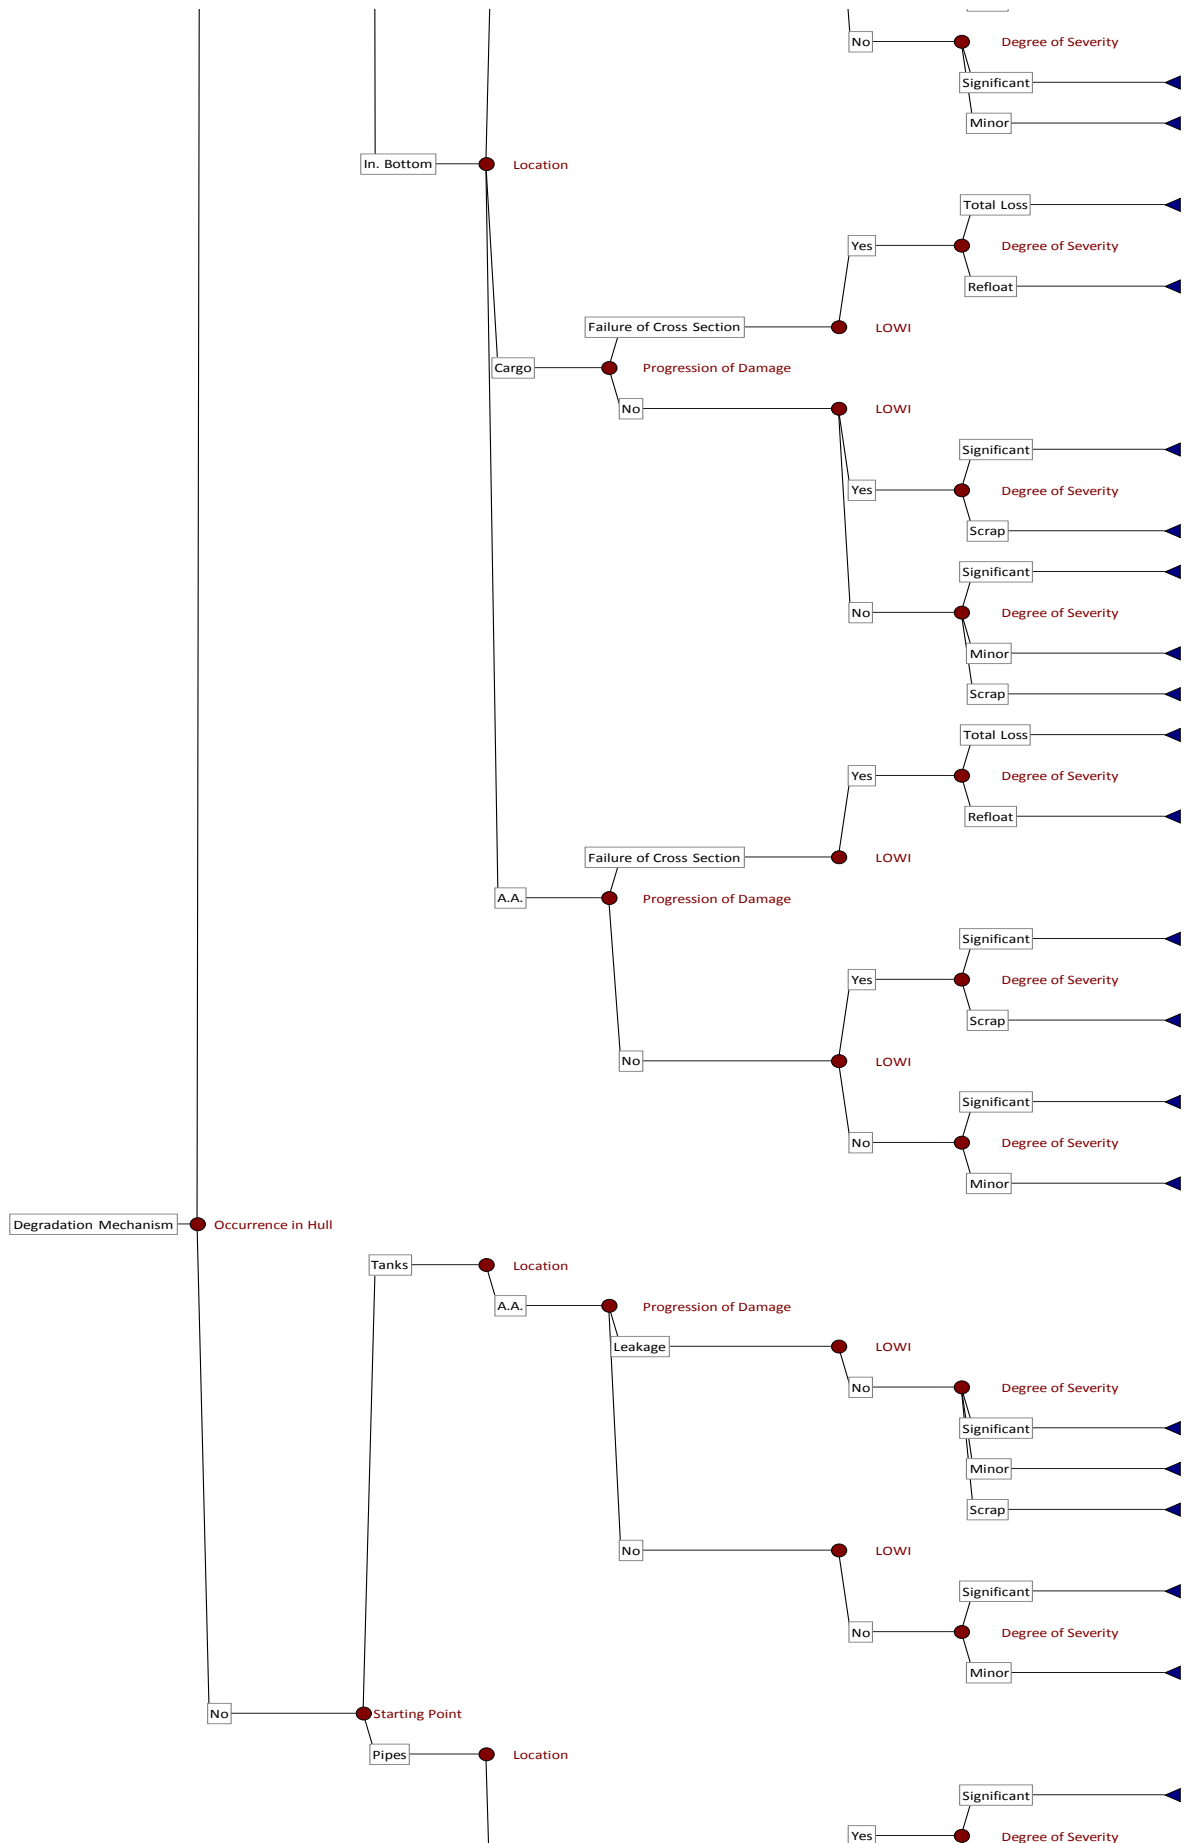 No
Degree of Severity
Significant
Minor
In. Bottom
Location
Total Loss
Yes
Degree of Severity
Refloat
Failure of Cross Section
LOWI
Cargo
Progression of Damage
No
LOWI
Significant
Yes
Degree of Severity
Scrap
Significant
No
Degree of Severity
Minor
Scrap
Total Loss
Yes
Degree of Severity
Refloat
Failure of Cross Section
LOWI
A.A.
Progression of Damage
Significant
Yes
Degree of Severity
Scrap
No
LOWI
Significant
No
Degree of Severity
Minor
Degradation Mechanism
Occurrence in Hull
Tanks
Location
A.A.
Progression of Damage
Leakage
LOWI
No
Degree of Severity
Significant
Minor
Scrap
No
LOWI
Significant
No
Degree of Severity
Minor
No
Starting Point
Pipes
Location
Significant
Yes
Degree of Severity